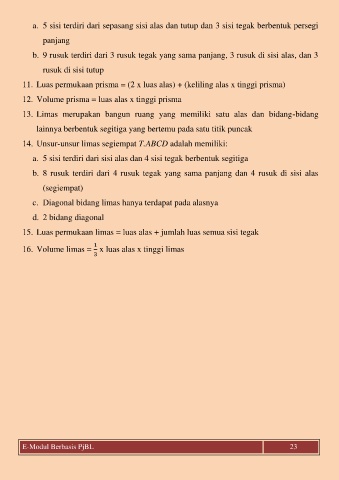 a. 5 sisi terdiri dari sepasang sisi alas dan tutup dan 3 sisi tegak berbentuk persegi
panjang
b. 9 rusuk terdiri dari 3 rusuk tegak yang sama panjang, 3 rusuk di sisi alas, dan 3
rusuk di sisi tutup
11. Luas permukaan prisma = (2 x luas alas) + (keliling alas x tinggi prisma)
12. Volume prisma = luas alas x tinggi prisma
13. Limas merupakan bangun ruang yang memiliki satu alas dan bidang-bidang
lainnya berbentuk segitiga yang bertemu pada satu titik puncak
14. Unsur-unsur limas segiempat T.ABCD adalah memiliki:
a. 5 sisi terdiri dari sisi alas dan 4 sisi tegak berbentuk segitiga
b. 8 rusuk terdiri dari 4 rusuk tegak yang sama panjang dan 4 rusuk di sisi alas
(segiempat)
c. Diagonal bidang limas hanya terdapat pada alasnya
d. 2 bidang diagonal
15. Luas permukaan limas = luas alas + jumlah luas semua sisi tegak
16. Volume limas = 1/3 x luas alas x tinggi limas
E-Modul Berbasis PjBL 23